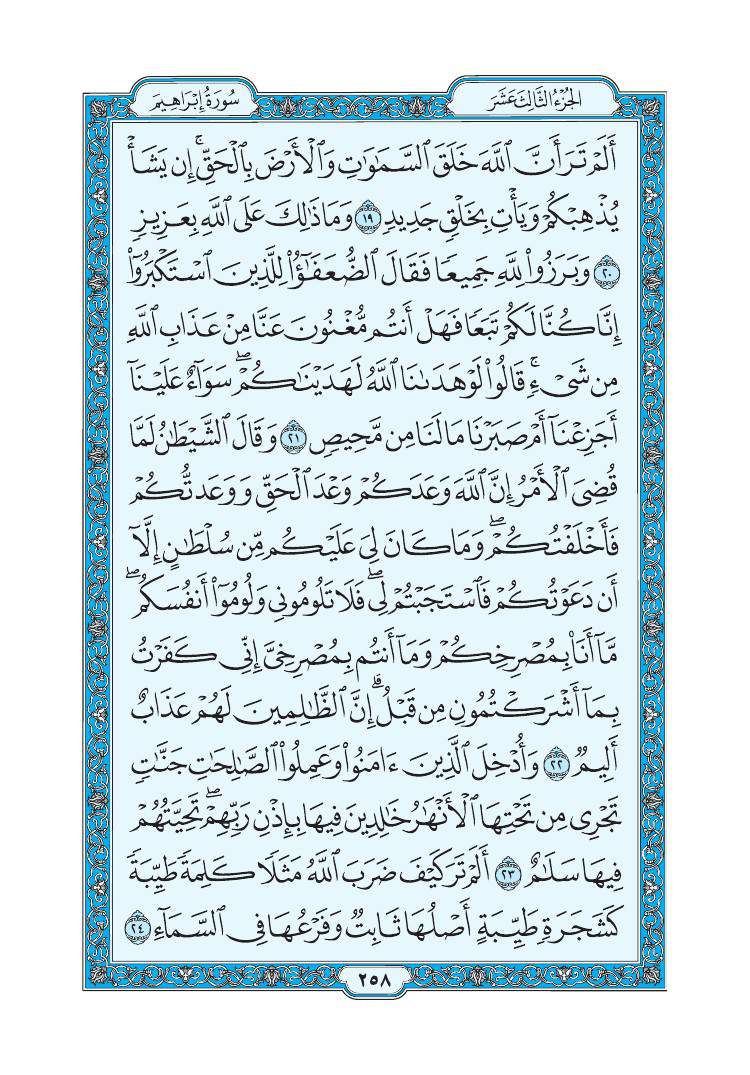 الجُزْءُ الثَّالِثَ عَشَرَ
سُورَةُ إِبْرَاهِيمَ
أَلَمْ تَرَ أَنَّ ٱللَّهَ خَلَقَ ٱلسَّمَٰوَٰتِ وَٱلْأَرْضَ بِٱلْحَقِّۚ إِن يَشَأْ
يُذْهِبْكُمْ وَيَأْتِ بِخَلْقٍ جَدِيدٍ ١٩ وَمَا ذَٰلِكَ عَلَى ٱللَّهِ بِعَزِيزٍ
٢٠ وَبَرَزُوا۟ لِلَّهِ جَمِيعًا فَقَالَ ٱلضُّعَفَٰٓؤُا۟ لِلَّذِينَ ٱسْتَكْبَرُوٓا۟
إِنَّا كُنَّا لَكُمْ تَبَعًا فَهَلْ أَنتُم مُّغْنُونَ عَنَّا مِنْ عَذَابِ ٱللَّهِ
مِن شَىْءٍۚ قَالُوا۟ لَوْ هَدَىٰنَا ٱللَّهُ لَهَدَيْنَٰكُمْۖ سَوَآءٌ عَلَيْنَآ
أَجَزِعْنَآ أَمْ صَبَرْنَا مَا لَنَا مِن مَّحِيصٍ ٢١ وَقَالَ ٱلشَّيْطَٰنُ لَمَّا
قُضِىَ ٱلْأَمْرُ إِنَّ ٱللَّهَ وَعَدَكُمْ وَعْدَ ٱلْحَقِّ وَوَعَدتُّكُمْ
فَأَخْلَفْتُكُمْۖ وَمَا كَانَ لِىَ عَلَيْكُم مِّن سُلْطَٰنٍ إِلَّآ
أَن دَعَوْتُكُمْ فَٱسْتَجَبْتُمْ لِىۖ فَلَا تَلُومُونِى وَلُومُوٓا۟ أَنفُسَكُمۖ
مَّآ أَنَا۠ بِمُصْرِخِكُمْ وَمَآ أَنتُم بِمُصْرِخِىَّۖ إِنِّى كَفَرْتُ
بِمَآ أَشْرَكْتُمُونِ مِن قَبْلُۗ إِنَّ ٱلظَّٰلِمِينَ لَهُمْ عَذَابٌ
أَلِيمٌ ٢٢ وَأُدْخِلَ ٱلَّذِينَ ءَامَنُوا۟ وَعَمِلُوا۟ ٱلصَّٰلِحَٰتِ جَنَّٰتٍ
تَجْرِى مِن تَحْتِهَا ٱلْأَنْهَٰرُ خَٰلِدِينَ فِيهَا بِإِذْنِ رَبِّهِمْۖ تَحِيَّتُهُمْ
فِيهَا سَلَٰمٌ ٢٣ أَلَمْ تَرَ كَيْفَ ضَرَبَ ٱللَّهُ مَثَلًا كَلِمَةً طَيِّبَةً
كَشَجَرَةٍ طَيِّبَةٍ أَصْلُهَا ثَابِتٌ وَفَرْعُهَا فِى ٱلسَّمَآءِ ٢٤
٢٥٨